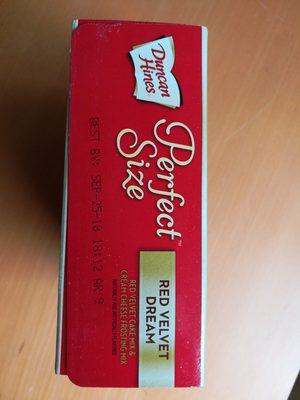 Duncan
Hines
Perfect
Size™
RED VELVET
DREAM
RED VELVET CAKE MIX &
CREAM CHEESE FROSTING MIX
BEST BY: SEP-25-18 18:12 AR 9